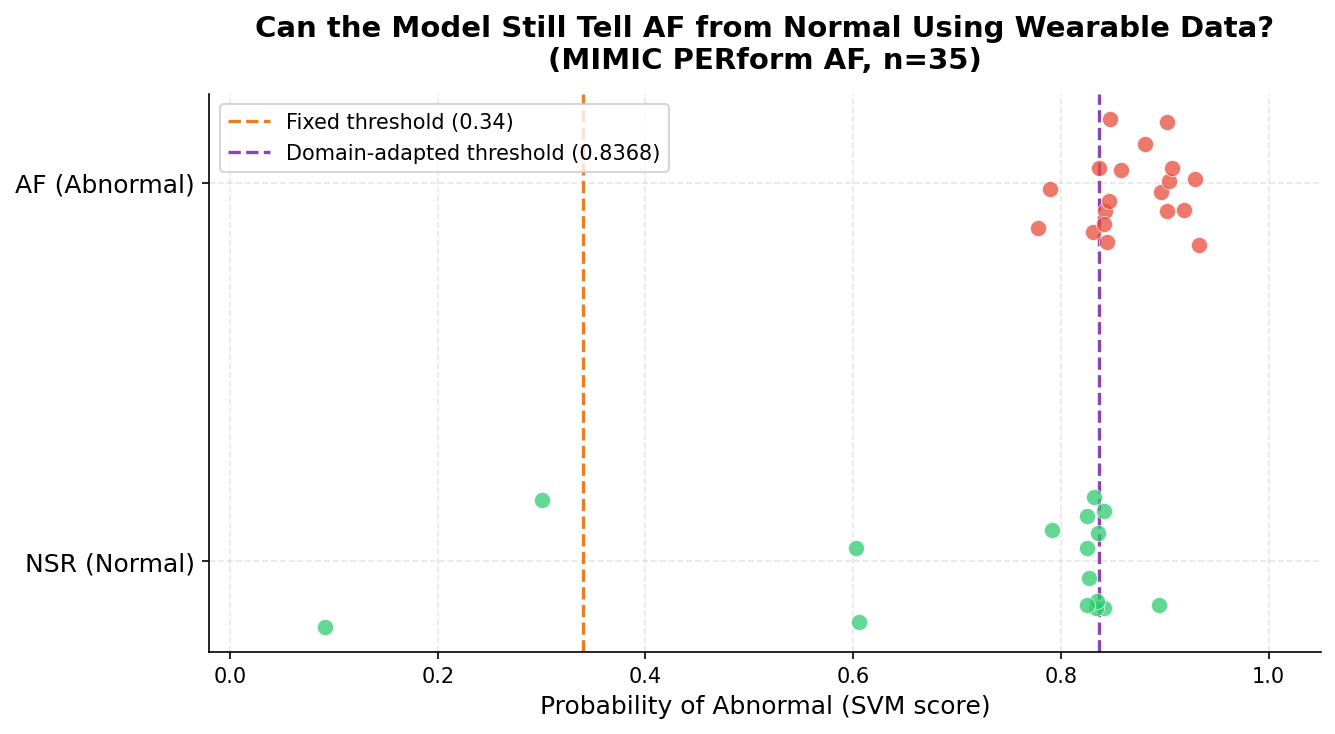 Can the Model Still Tell AF from Normal Using Wearable Data?
(MIMIC PERform AF, n=35)
Fixed threshold (0.34)
Domain-adapted threshold (0.8368)
AF (Abnormal)
NSR (Normal)
0.0 0.2 0.4 0.6 0.8 1.0
Probability of Abnormal (SVM score)